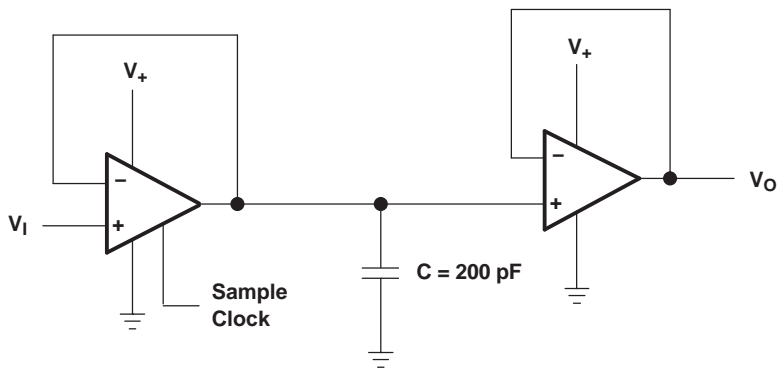 V+
V+
−
−
VO
VI
+
+
C = 200 pF
Sample
Clock